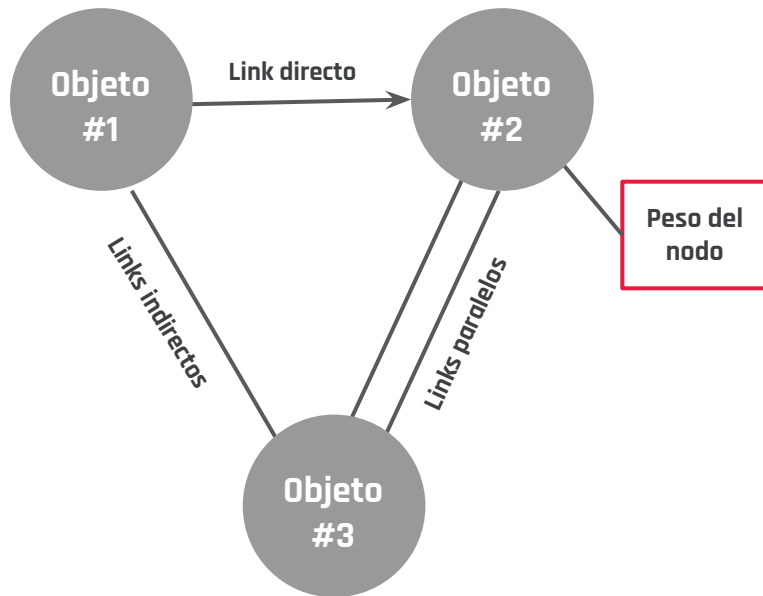 Objeto
#1
Link directo
Objeto
#2
Peso del
nodo
Links indirectos
Links paralelos
Objeto
#3